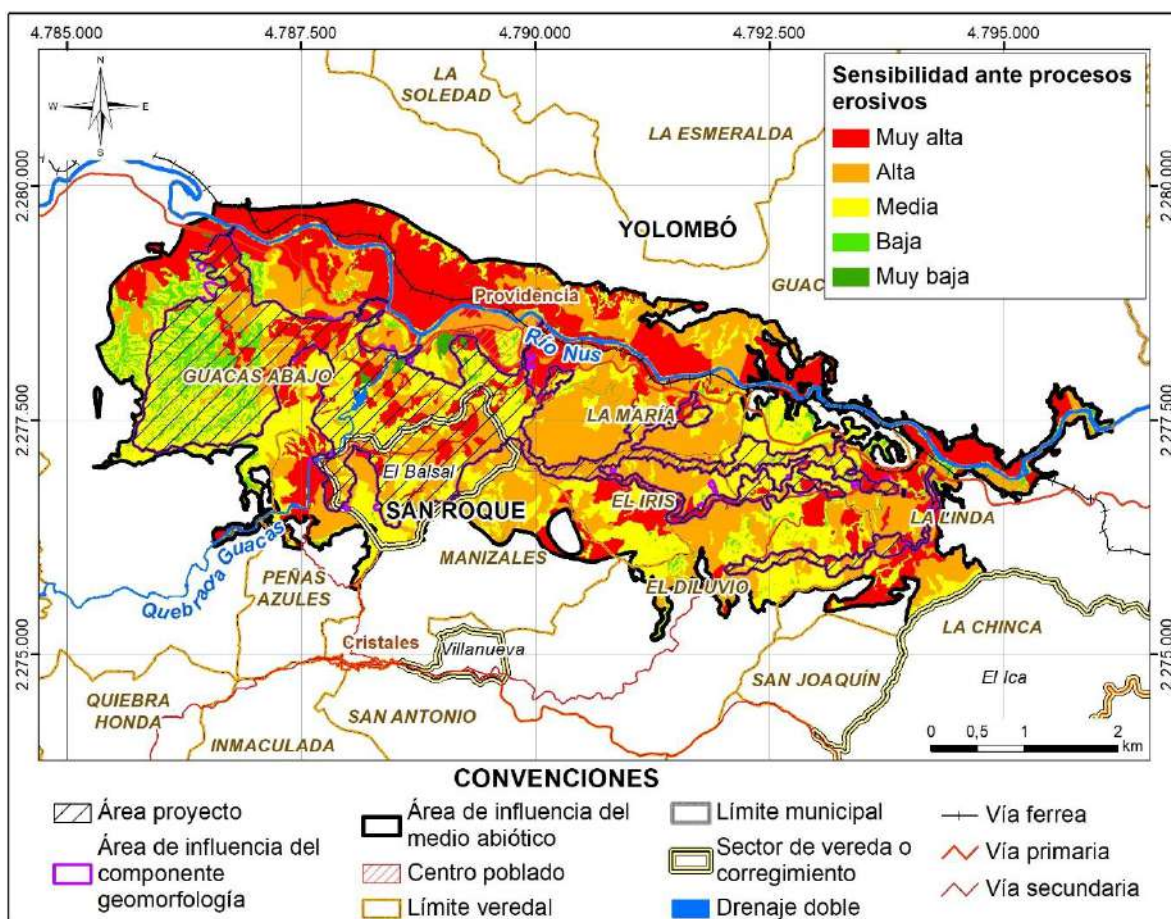 4.785.000
4.787.500
4.790.000
4.792.500
4.795.000
N
W
E
S
LA
SOLEDAD
LA ESMERALDA
Sensibilidad ante procesos
erosivos
Muy alta
Alta
Media
Baja
Muy baja
2.280.000
2.280.000
YOLOMBÓ
GUAC
Providencia
Río Nus
GUACAS ABAJO
LA MARÍA
2.277.500
2.277.500
El Balsal
SAN ROQUE
EL IRIS
LA LINDA
MANIZALES
Quebrada Guacas
PEÑAS
AZULES
EL DILUVIO
LA CHINCA
Cristales
Villanueva
2.275.000
2.275.000
SAN JOAQUÍN
El Ica
QUIEBRA
HONDA
SAN ANTONIO
INMACULADA
0 0,5 1 2
km
CONVENCIONES
Área proyecto
Área de influencia del
componente
geomorfología
Área de influencia del
medio abiótico
Centro poblado
Límite veredal
Límite municipal
Sector de vereda o
corregimiento
Drenaje doble
Vía ferrea
Vía primaria
Vía secundaria